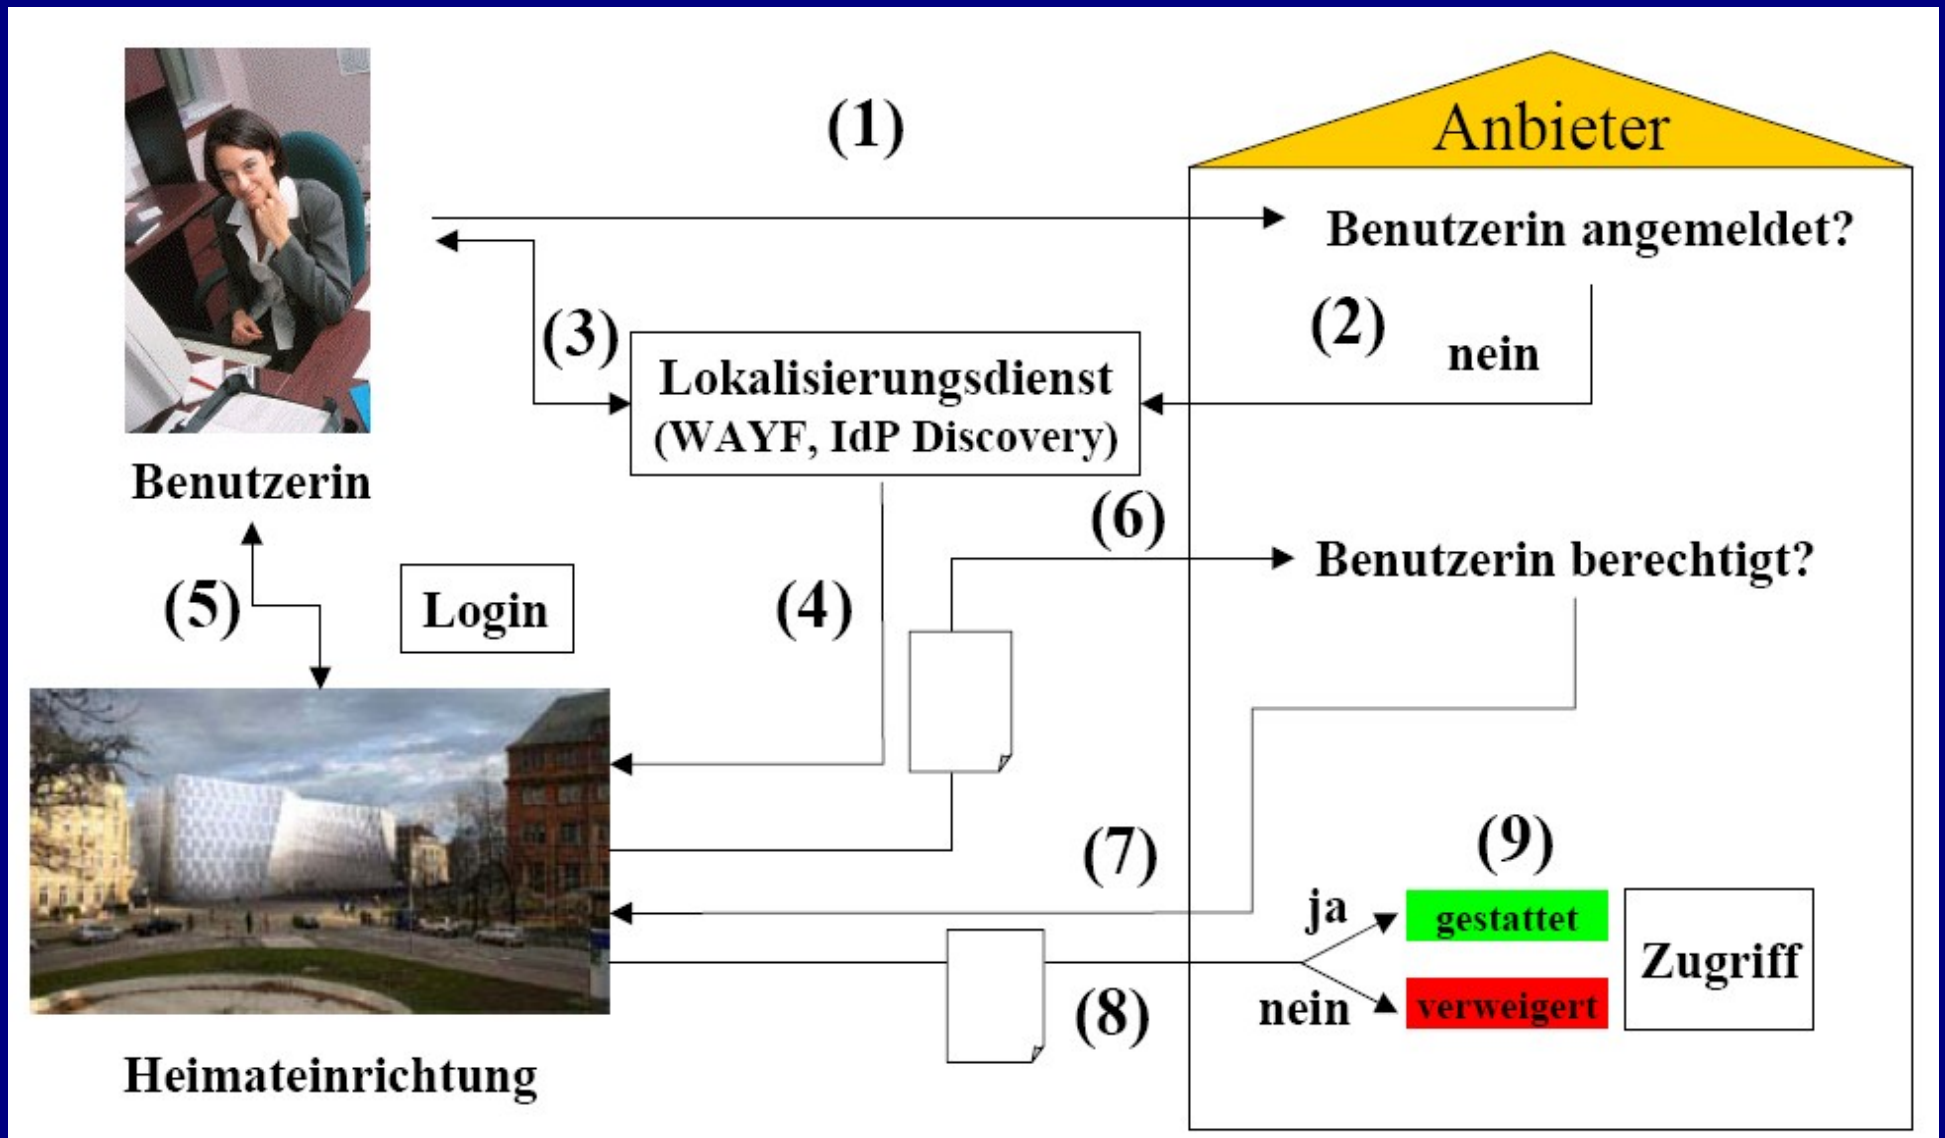 (1)
Anbieter
Benutzerin angemeldet?
(2)
nein
(3)
Lokalisierungsdienst
(WAYF, IdP Discovery)
Benutzerin
(6)
Benutzerin berechtigt?
(5)
Login
(4)
(7)
(9)
ja
gestattet
Zugriff
nein
verweigert
(8)
Heimateinrichtung